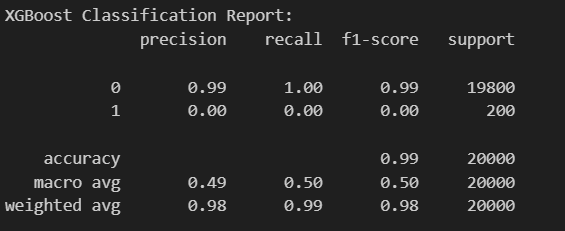 XGBoost Classification Report:
precision recall f1-score support
0 0.99 1.00 0.99 19800
1 0.00 0.00 0.00 200
accuracy 0.99 20000
macro avg 0.49 0.50 0.50 20000
weighted avg 0.98 0.99 0.98 20000